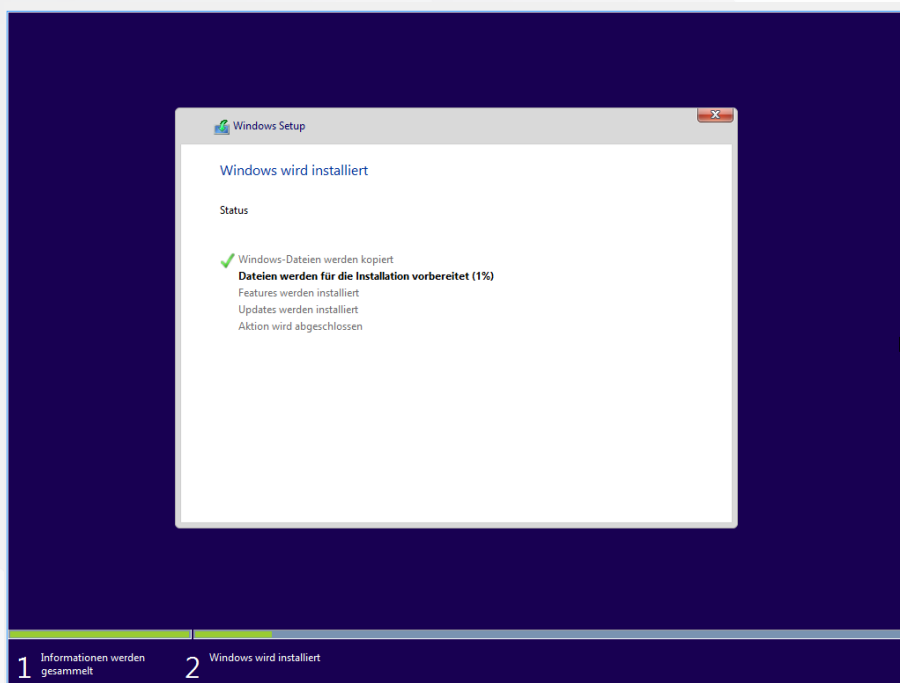 Windows Setup
Windows wird installiert
Status
Windows-Dateien werden kopiert
Dateien werden für die Installation vorbereitet (1%)
Features werden installiert
Updates werden installiert
Aktion wird abgeschlossen
1 Informationen werden
gesammelt
2 Windows wird installiert